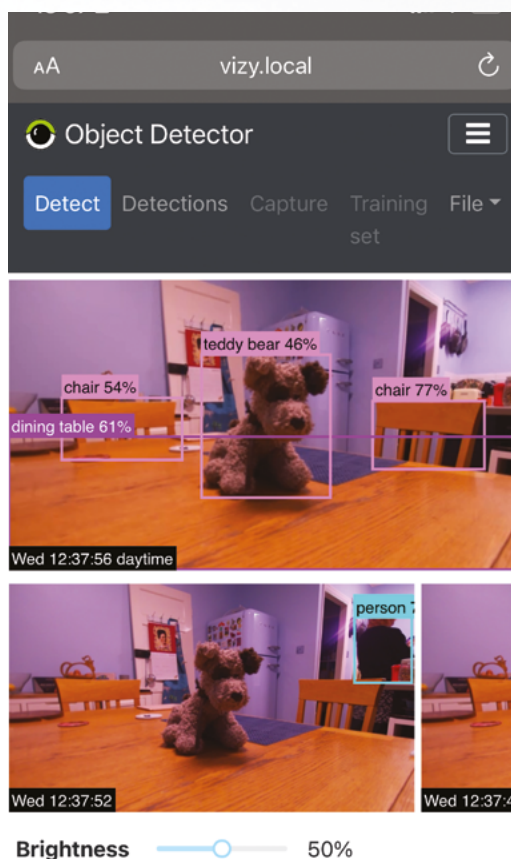 AA
vizy.local
Object Detector
Detect
Detections
Capture
Training
set
File
teddy bear 46%
chair 54%
chair 77%
dining table 61%
Wed 12:37:56 daytime
person
Wed 12:37:52
Wed 12:37:4
Brightness
50%